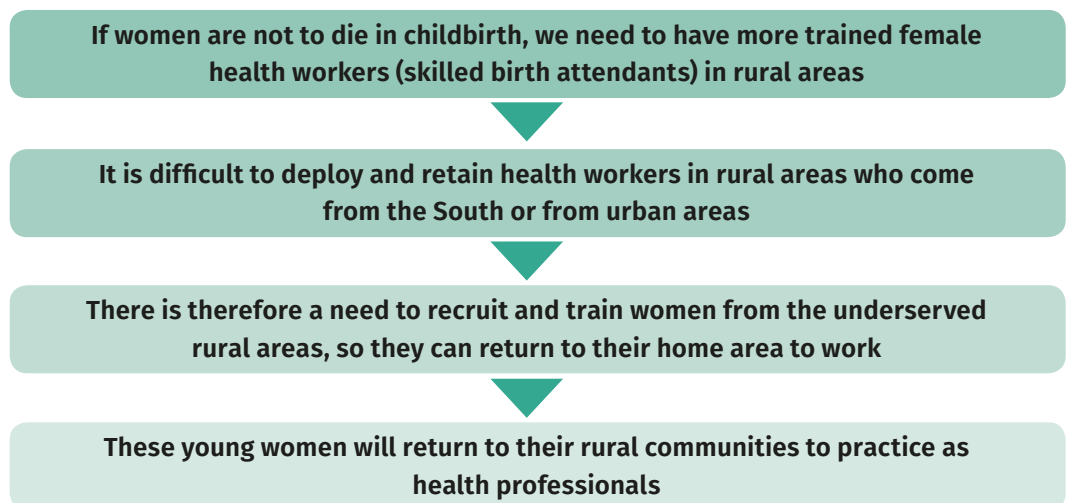 If women are not to die in childbirth, we need to have more trained female
health workers (skilled birth attendants) in rural areas
It is difficult to deploy and retain health workers in rural areas who come
from the South or from urban areas
There is therefore a need to recruit and train women from the underserved
rural areas, so they can return to their home area to work
These young women will return to their rural communities to practice as
health professionals